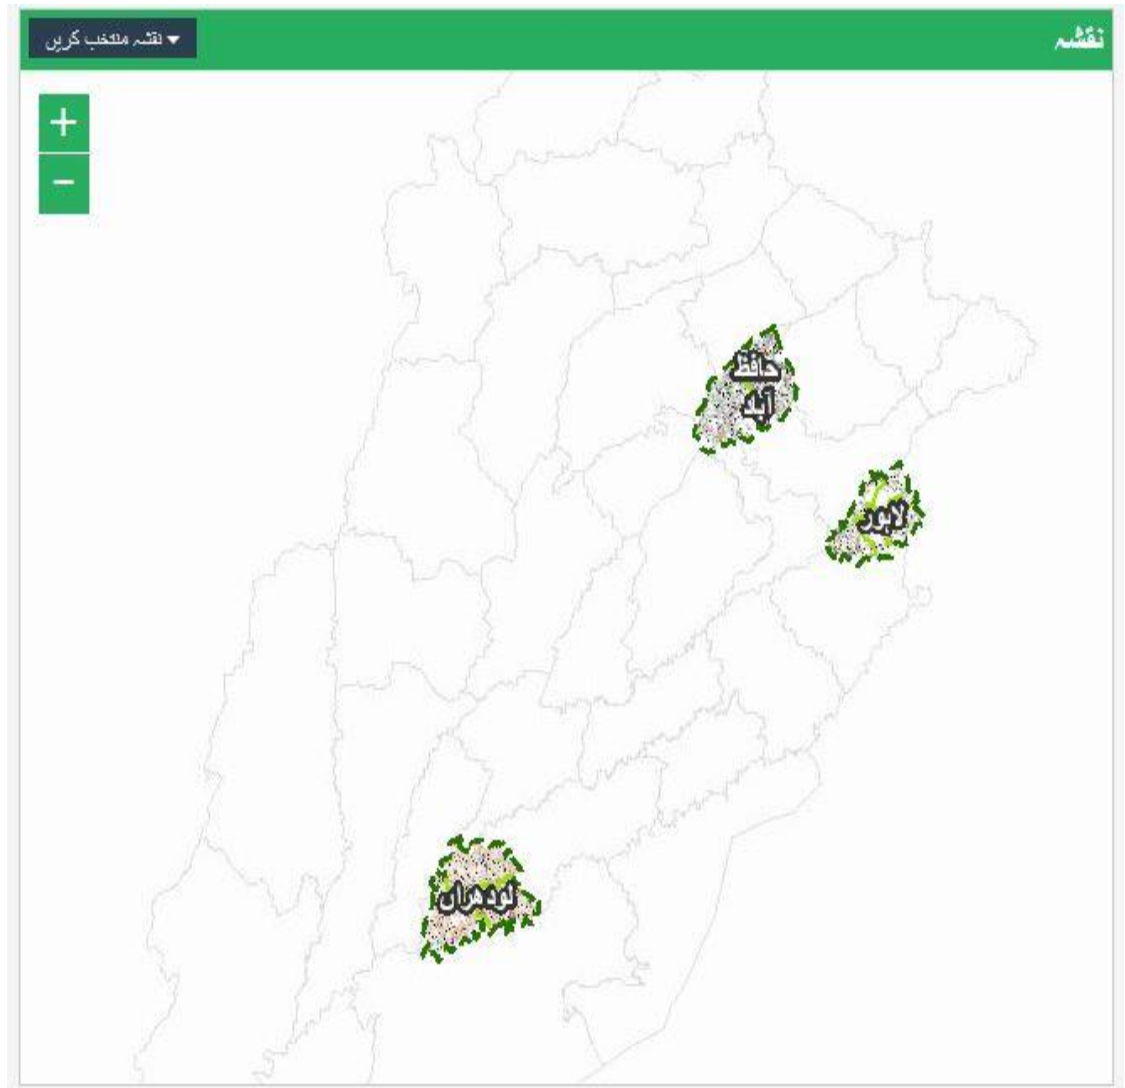 نقشہ
نقشہ منتخب کریں
+
−
حافظ
آباد
لاہور
لودھراں